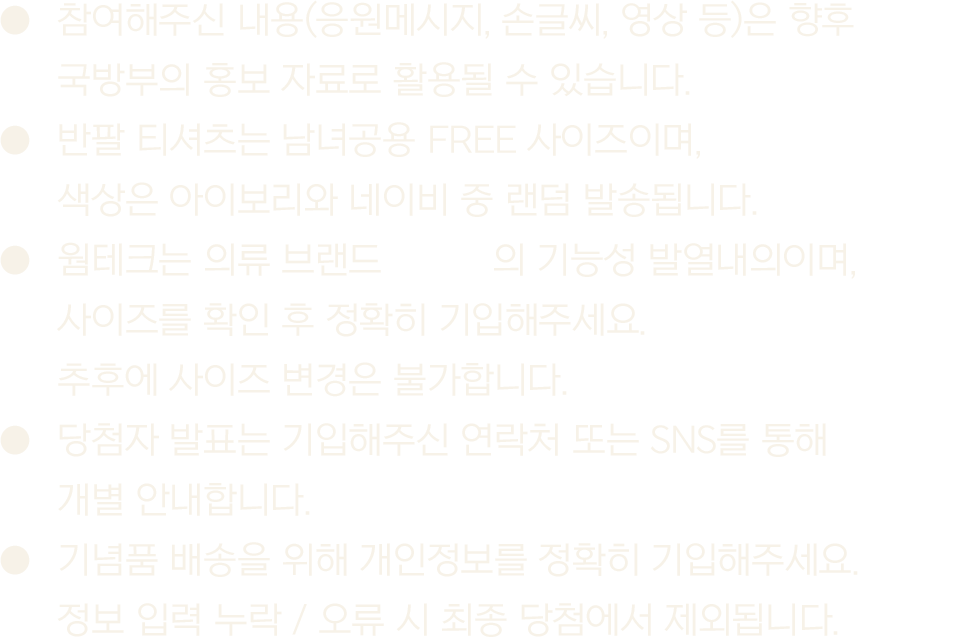 ● 참여해주신 내용(응원메시지, 손글씨, 영상 등)은 향후
국방부의 홍보 자료로 활용될 수 있습니다.
● 반팔 티셔츠는 남녀공용 FREE 사이즈이며,
색상은 아이보리와 네이비 중 랜덤 발송됩니다.
● 웜테크는 의류 브랜드 의 기능성 발열내의이며,
사이즈를 확인 후 정확히 기입해주세요.
추후에 사이즈 변경은 불가합니다.
● 당첨자 발표는 기입해주신 연락처 또는 SNS를 통해
개별 안내합니다.
● 기념품 배송을 위해 개인정보를 정확히 기입해주세요.
정보 입력 누락 / 오류 시 최종 당첨에서 제외됩니다.